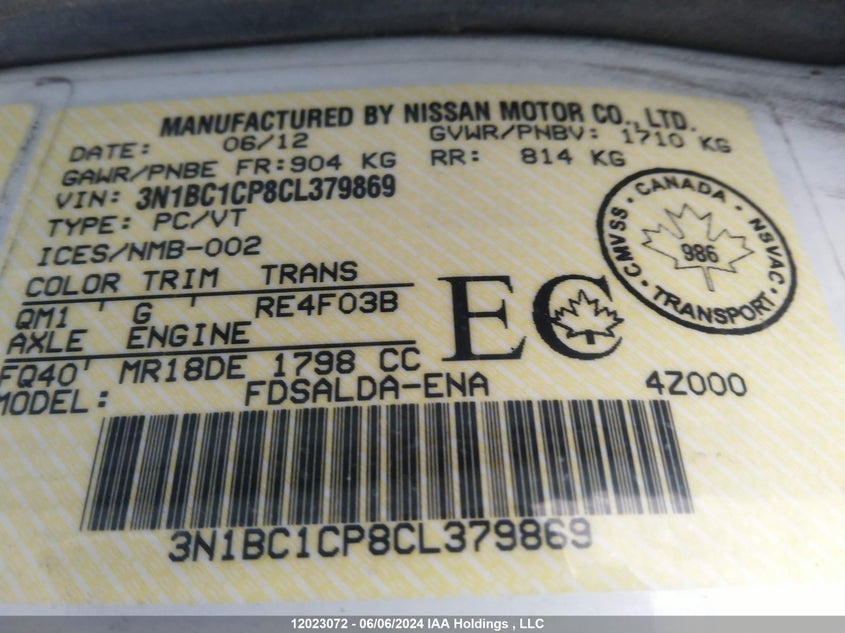 MANUFACTURED BY NISSAN MOTOR CO., LTD.
DATE: 06/12 GVWR/PNBV: 1710 KG
GAWR/PNBE FR:904 KG RR: 814 KG
VIN: 3N1BC1CP8CL379869
TYPE: PC/VT
ICES/NMB-002
COLOR TRIM TRANS
QM1 ' G ' RE4F03B
AXLE ENGINE
FQ40' MR18DE 1798 CC
MODEL: FDSALDA-ENA 4Z000
EC
CANADA · NSVAC · TRANSPORT · CMVSS ·
986
3N1BC1CP8CL379869
12023072 - 06/06/2024 IAA Holdings , LLC